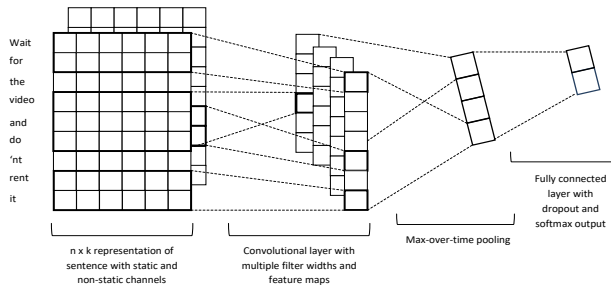 Wait
for
the
video
and
do
'nt
rent
it
n x k representation of
sentence with static and
non-static channels
Convolutional layer with
multiple filter widths and
feature maps
Max-over-time pooling
Fully connected
layer with
dropout and
softmax output